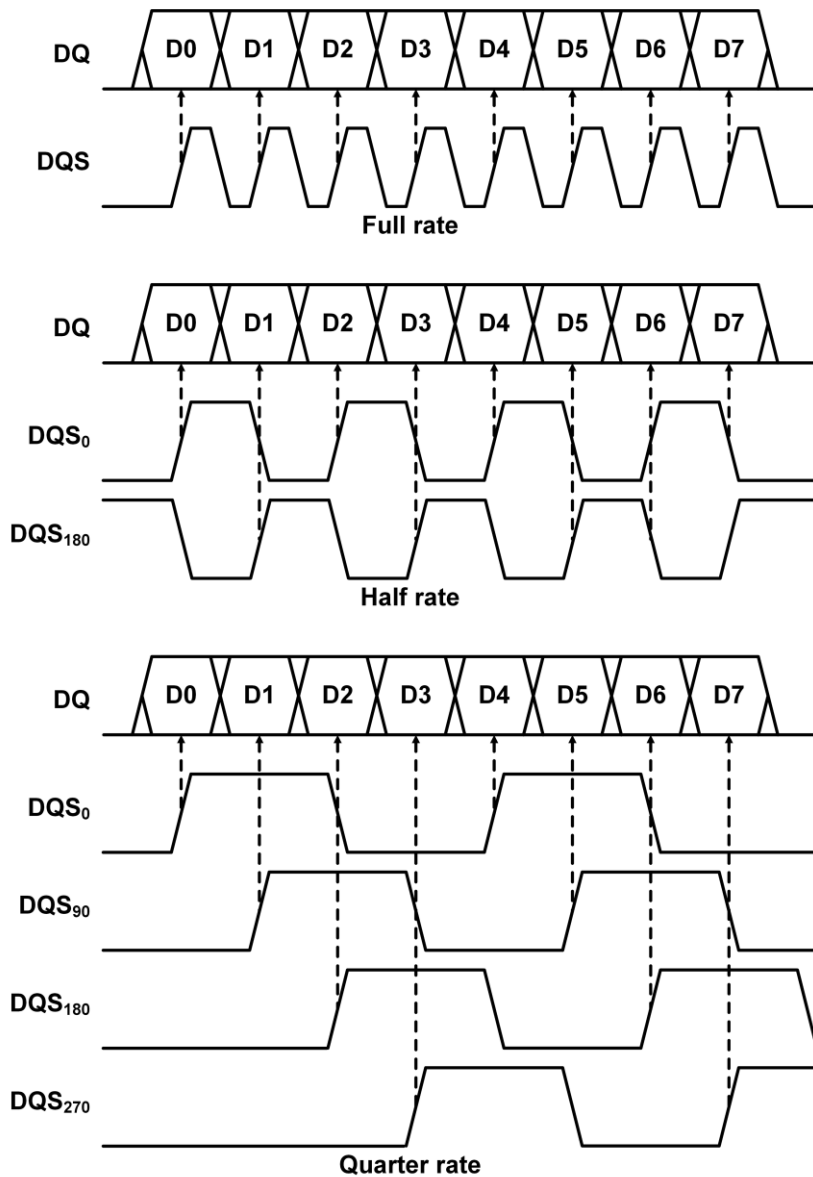 DQ D0 D1 D2 D3 D4 D5 D6 D7
DQS
Full rate
DQ D0 D1 D2 D3 D4 D5 D6 D7
DQS₀
DQS₁₈₀
Half rate
DQ D0 D1 D2 D3 D4 D5 D6 D7
DQS₀
DQS₉₀
DQS₁₈₀
DQS₂₇₀
Quarter rate